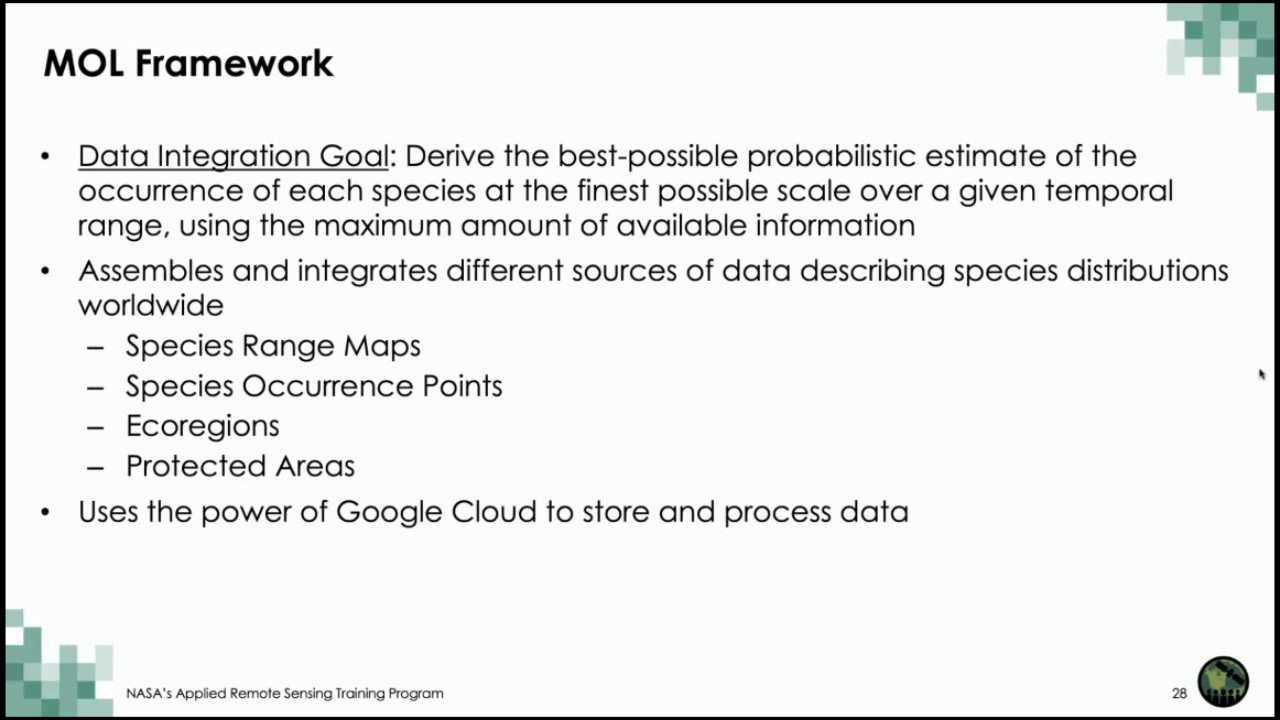 MOL Framework
• Data Integration Goal: Derive the best-possible probabilistic estimate of the
occurrence of each species at the finest possible scale over a given temporal
range, using the maximum amount of available information
• Assembles and integrates different sources of data describing species distributions
worldwide
– Species Range Maps
– Species Occurrence Points
– Ecoregions
– Protected Areas
• Uses the power of Google Cloud to store and process data
NASA's Applied Remote Sensing Training Program
28